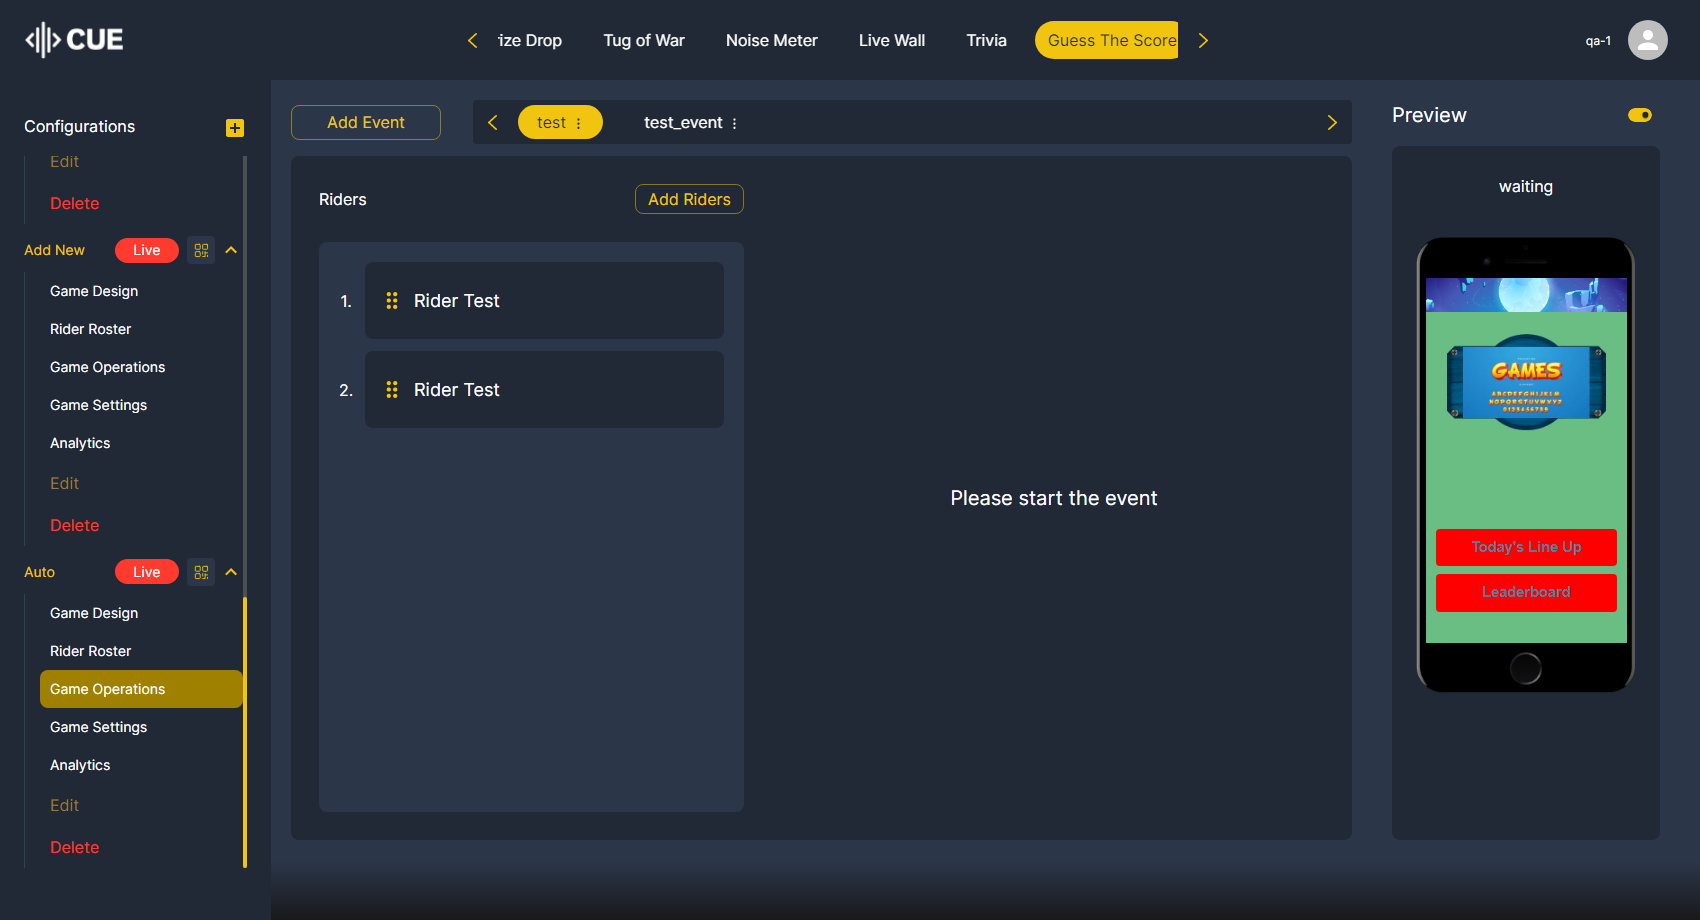 CUE
ize Drop
Tug of War
Noise Meter
Live Wall
Trivia
Guess The Score
qa-1
Configurations
Edit
Delete
Add New
Live
Game Design
Rider Roster
Game Operations
Game Settings
Analytics
Edit
Delete
Auto
Live
Game Design
Rider Roster
Game Operations
Game Settings
Analytics
Edit
Delete
Add Event
test
test_event
Riders
Add Riders
1.
Rider Test
2.
Rider Test
Please start the event
Preview
waiting
GAMES
ABCDEFGHIJKLM
NOPQRSTUVWXYZ
0123456789
Today's Line Up
Leaderboard